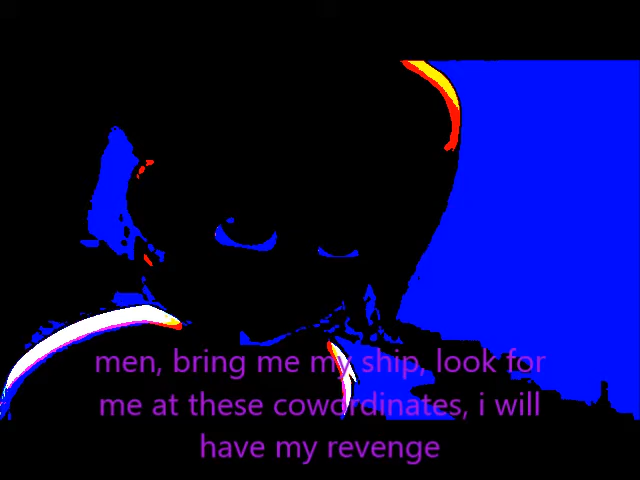 men, bring me my ship, look for
me at these cowordinates, i will
have my revenge